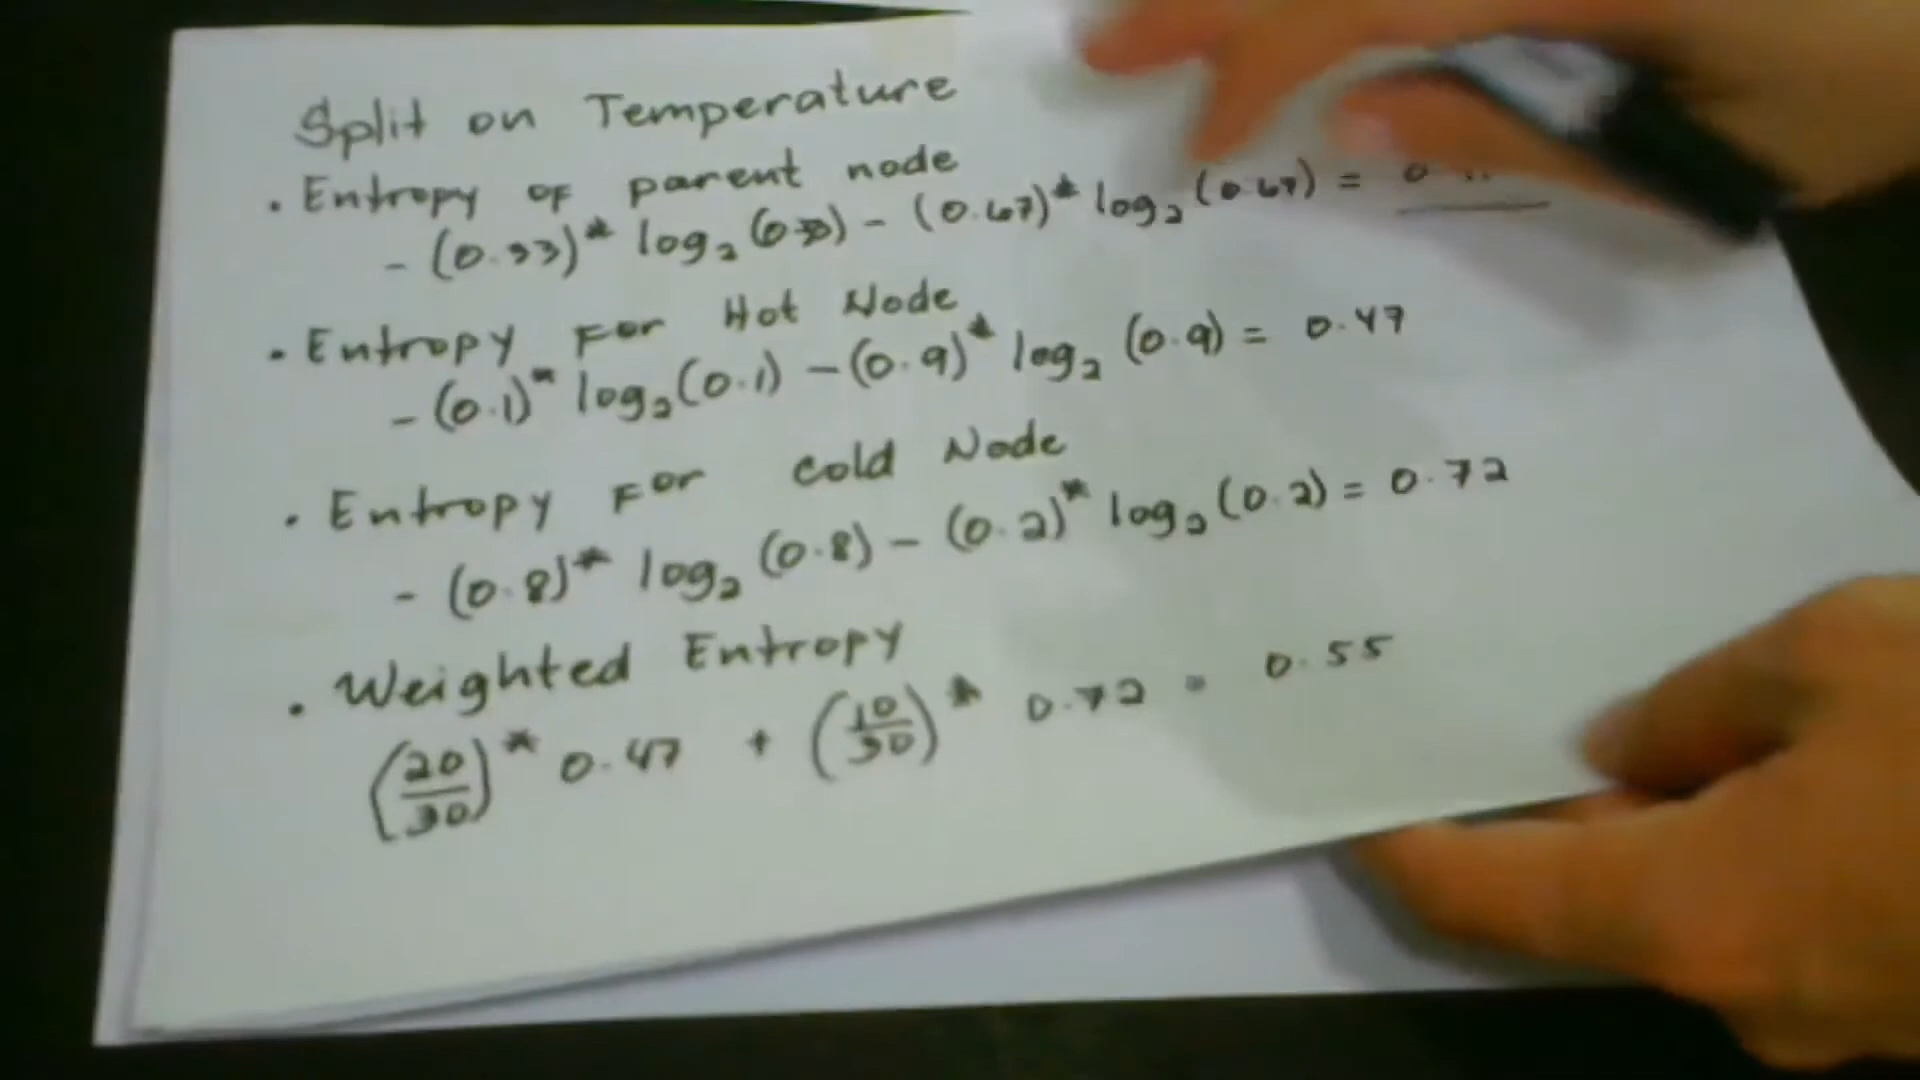 Split on Temperature
• Entropy of parent node
- (0.33)* log₂ (0.33) - (0.67)* log₂ (0.67) =
• Entropy For Hot Node
- (0.1)* log₂ (0.1) - (0.9)* log₂ (0.9) = 0.47
• Entropy For cold Node
- (0.8)* log₂ (0.8) - (0.2)* log₂ (0.2) = 0.72
• Weighted Entropy
(20/30)* 0.47 + (10/30)* 0.72 = 0.55